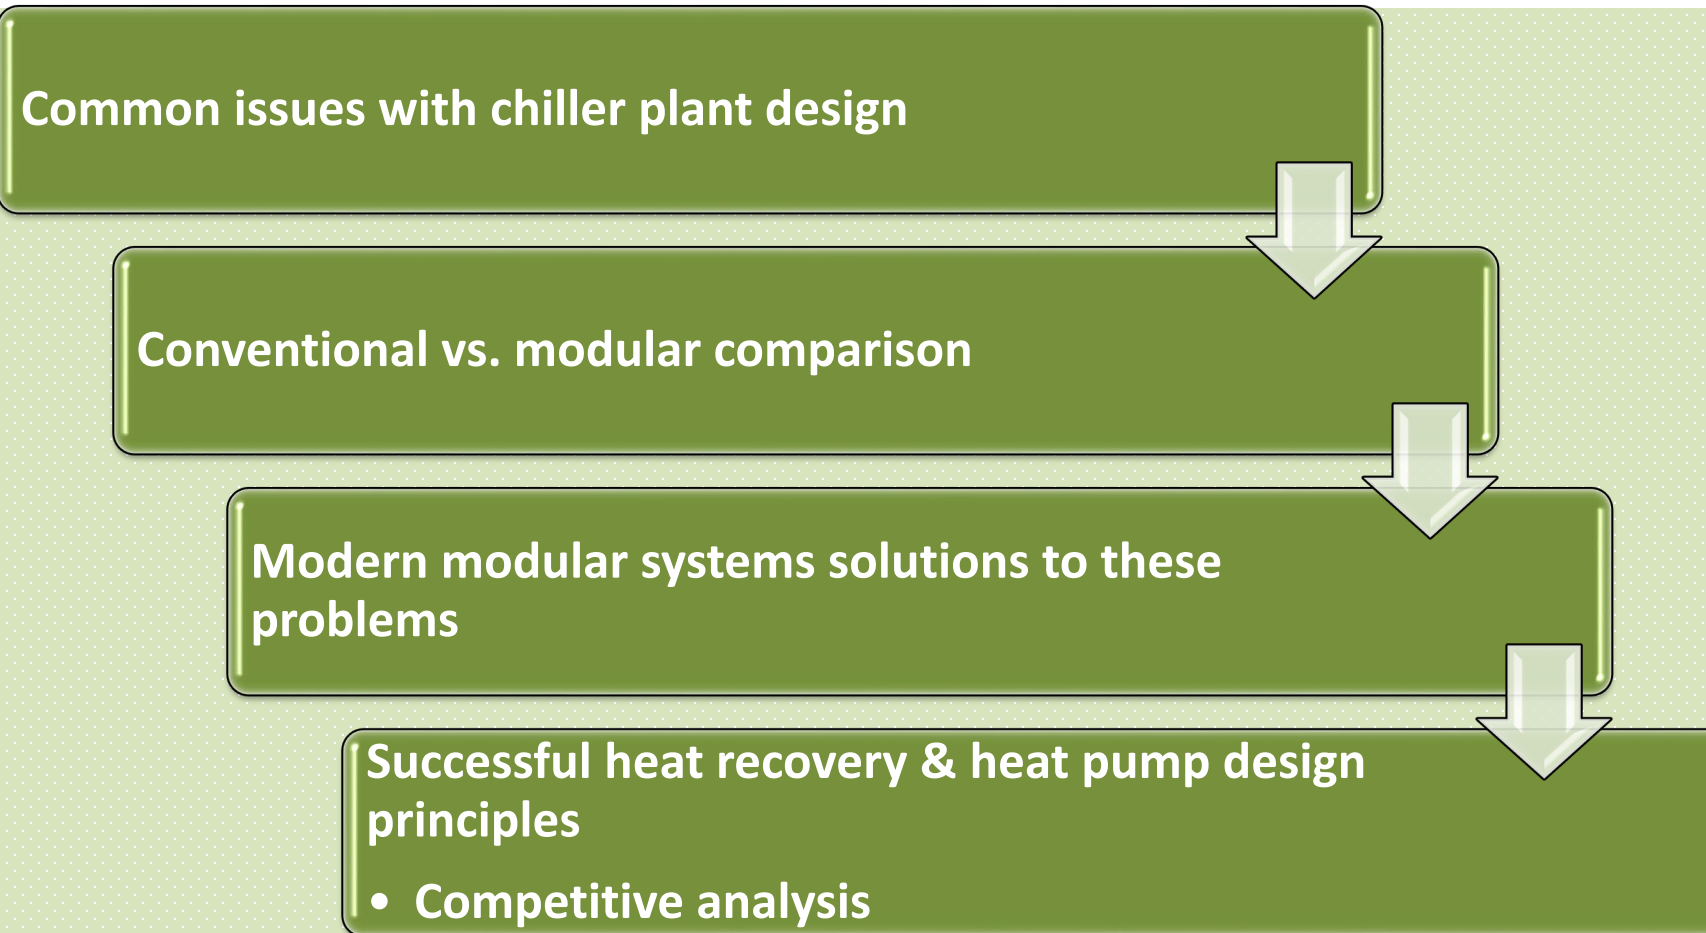 Common issues with chiller plant design
Conventional vs. modular comparison
Modern modular systems solutions to these
problems
Successful heat recovery & heat pump design
principles
• Competitive analysis